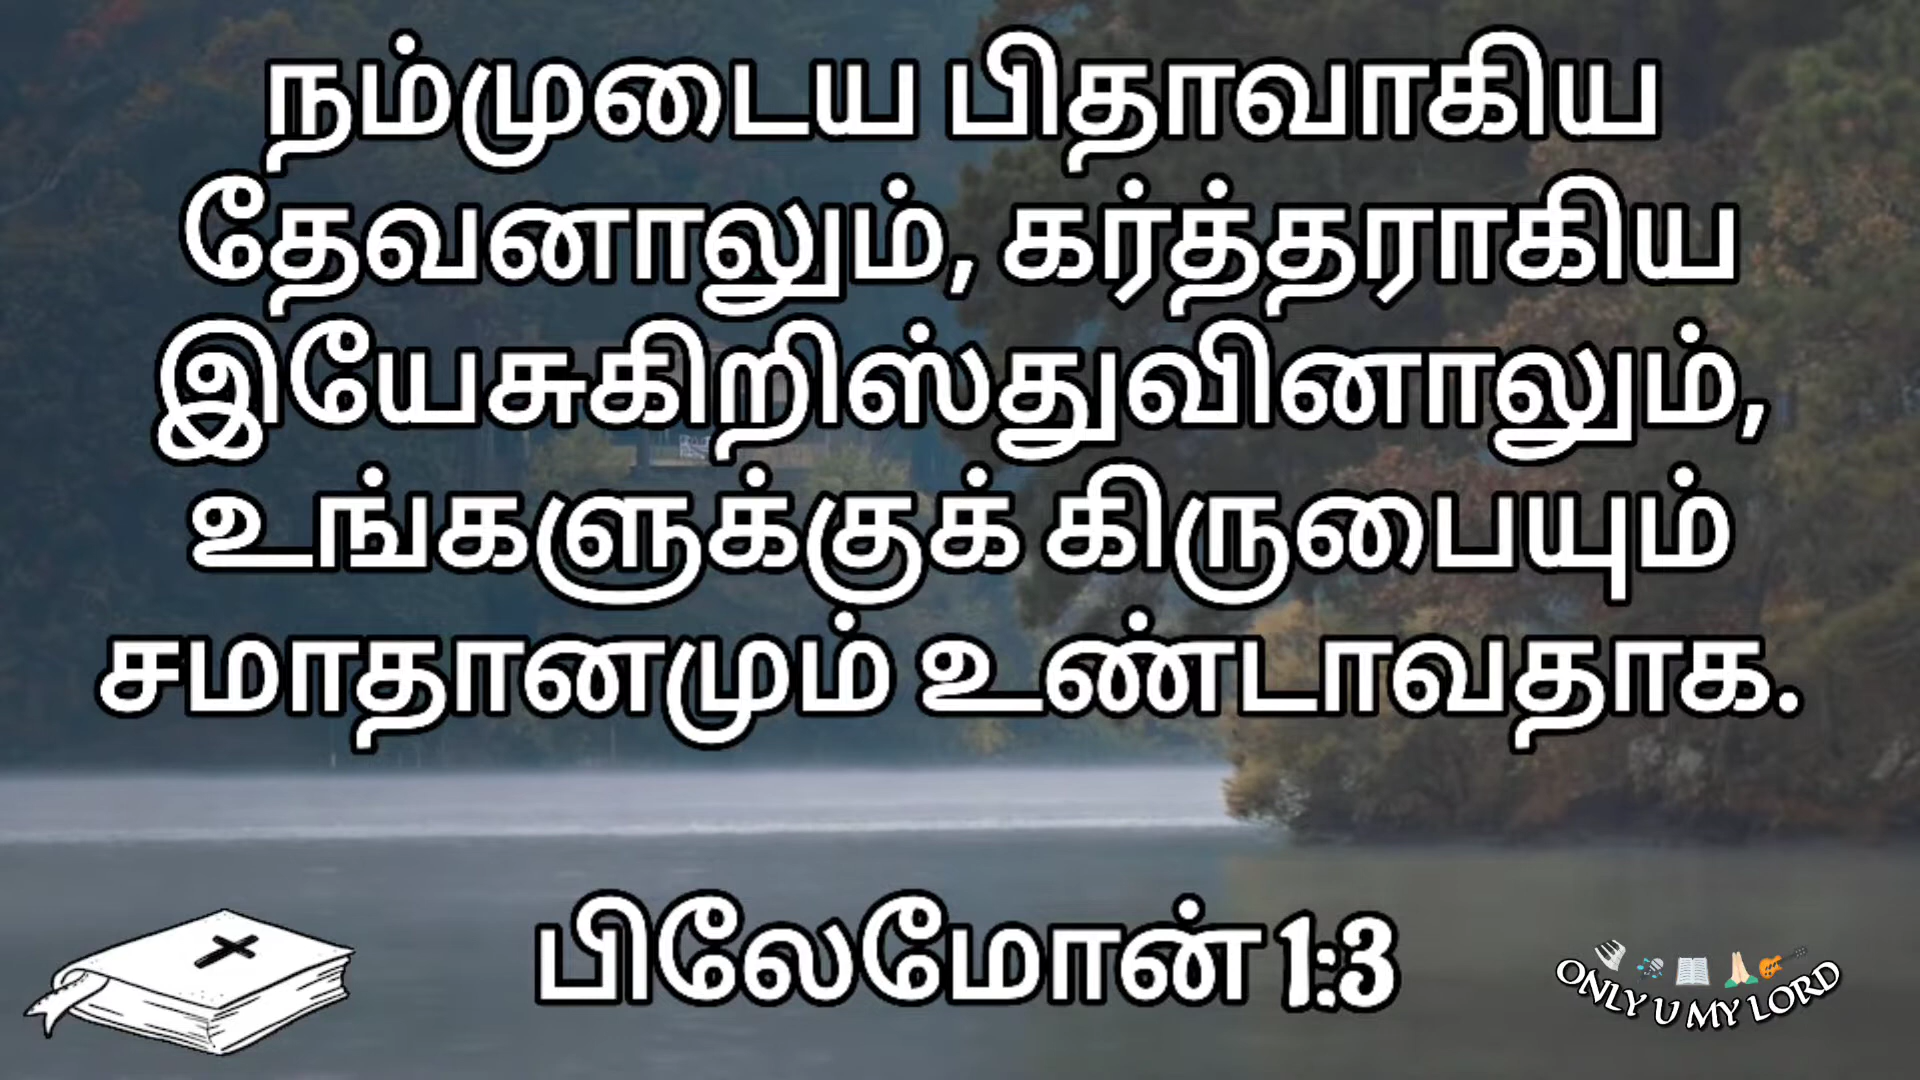 நம்முடைய பிதாவாகிய
தேவனாலும், கர்த்தராகிய
இயேசுகிறிஸ்துவினாலும்,
உங்களுக்குக் கிருபையும்
சமாதானமும் உண்டாவதாக.
பிலேமோன் 1:3
ONLY U MY LORD